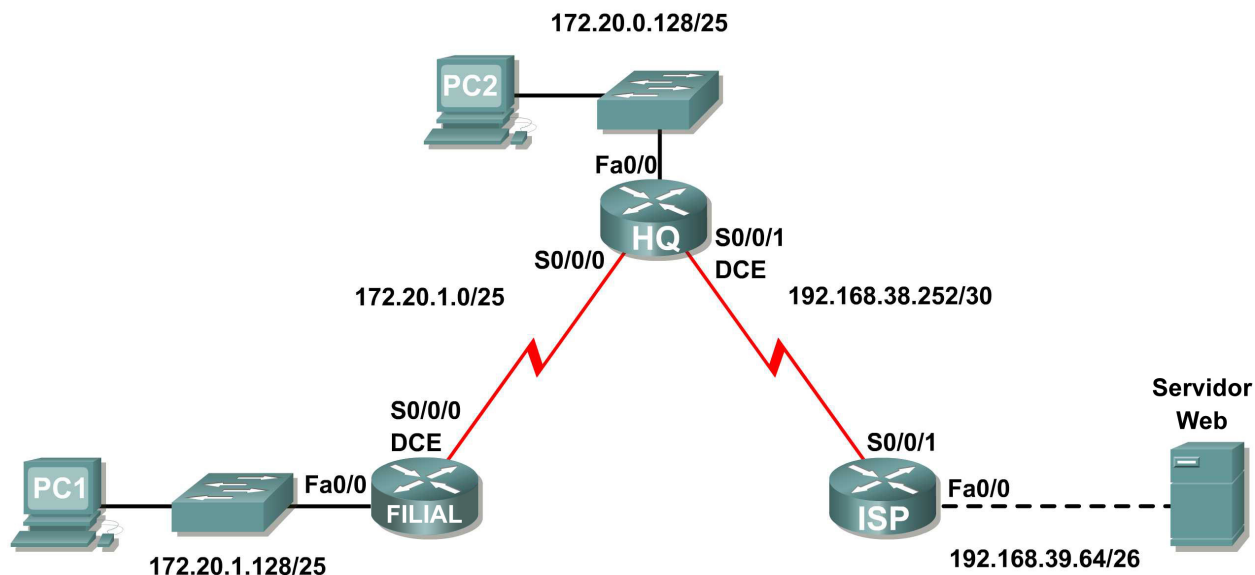 172.20.0.128/25
PC2
Fa0/0
HQ
S0/0/0
S0/0/1
DCE
172.20.1.0/25
192.168.38.252/30
S0/0/0
DCE
Servidor
Web
S0/0/1
PC1
Fa0/0
FILIAL
ISP
Fa0/0
172.20.1.128/25
192.168.39.64/26